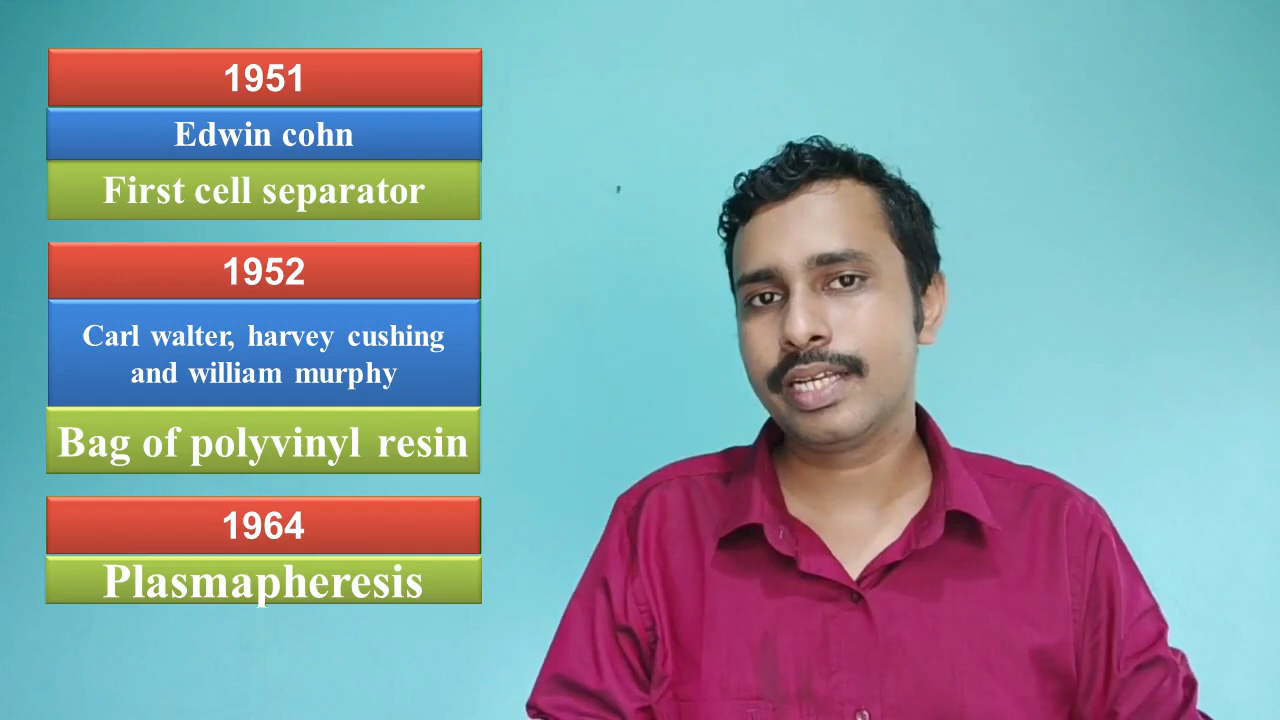 1951
Edwin cohn
First cell separator
1952
Carl walter, harvey cushing
and william murphy
Bag of polyvinyl resin
1964
Plasmapheresis